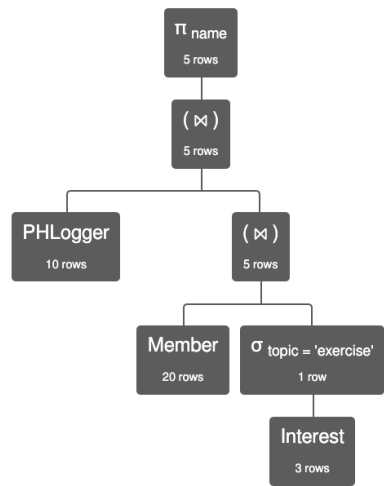 π name
5 rows
( ⋈ )
5 rows
PHLogger
10 rows
( ⋈ )
5 rows
Member
20 rows
σ topic = 'exercise'
1 row
Interest
3 rows